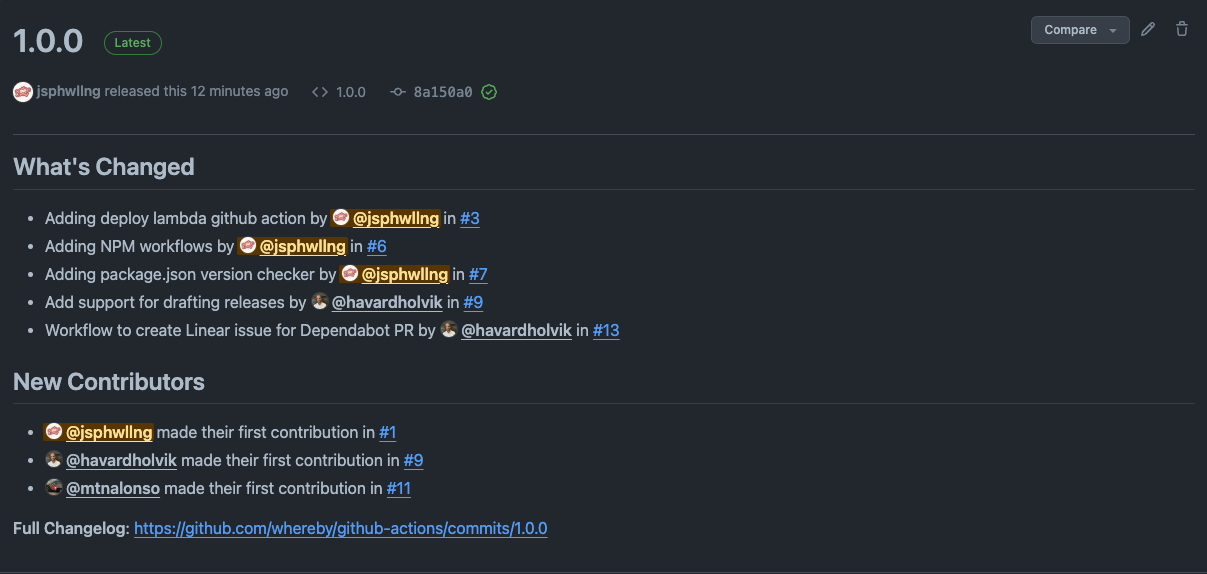 1.0.0 Latest Compare
jsphwllng released this 12 minutes ago 1.0.0 8a150a0
What's Changed
Adding deploy lambda github action by @jsphwllng in #3
Adding NPM workflows by @jsphwllng in #6
Adding package.json version checker by @jsphwllng in #7
Add support for drafting releases by @havardholvik in #9
Workflow to create Linear issue for Dependabot PR by @havardholvik in #13
New Contributors
@jsphwllng made their first contribution in #1
@havardholvik made their first contribution in #9
@mtnalonso made their first contribution in #11
Full Changelog: https://github.com/whereby/github-actions/commits/1.0.0